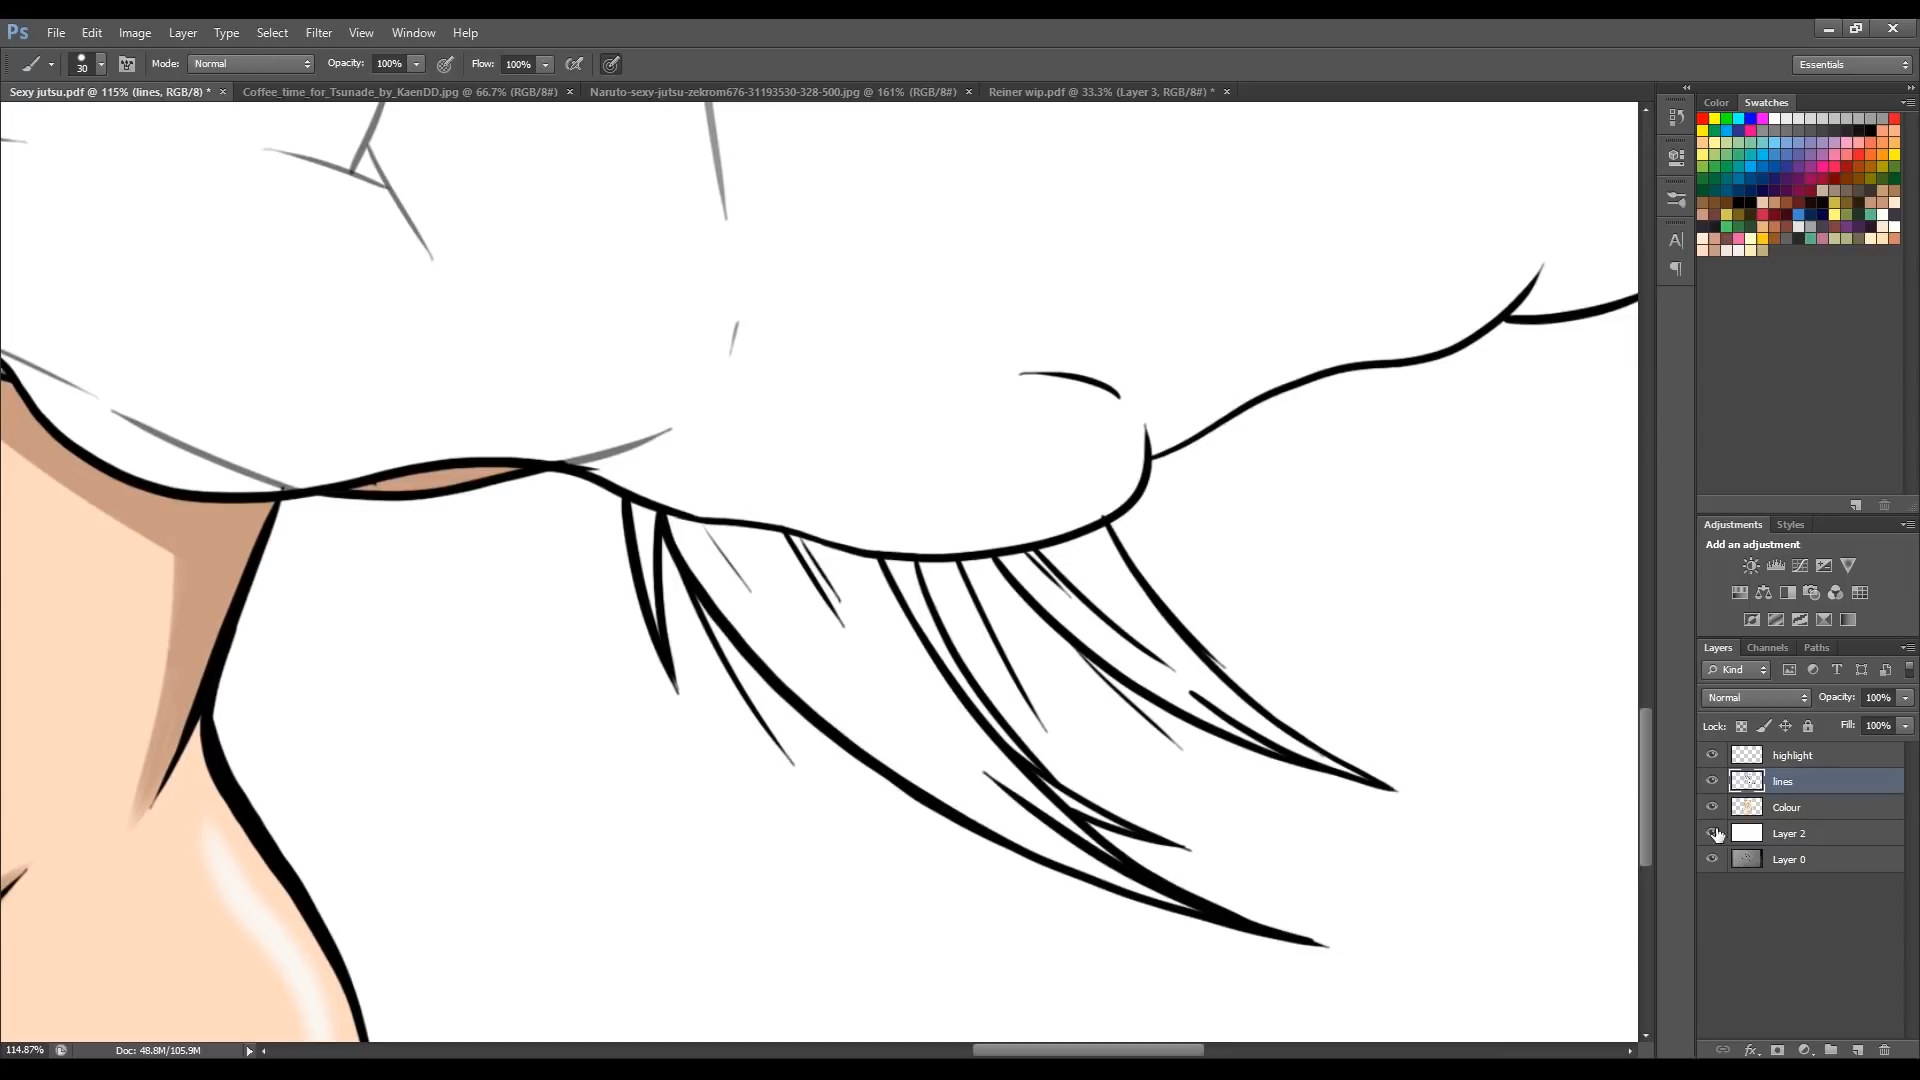 Ps File Edit Image Layer Type Select Filter View Window Help
30 Mode: Normal Opacity: 100% Flow: 100% Essentials
Sexy jutsu.pdf @ 115% (lines, RGB/8) * × Coffee_time_for_Tsunade_by_KaenDD.jpg @ 66.7% (RGB/8#) × Naruto-sexy-jutsu-zekrom676-31193530-328-500.jpg @ 161% (RGB/8#) × Reiner wip.pdf @ 33.3% (Layer 3, RGB/8#) * ×
Color Swatches
A
Adjustments Styles
Add an adjustment
Layers Channels Paths
Kind T
Normal Opacity: 100%
Lock: Fill: 100%
highlight
lines
Colour
Layer 2
Layer 0
114.87% Doc: 48.8M/105.9M
fx